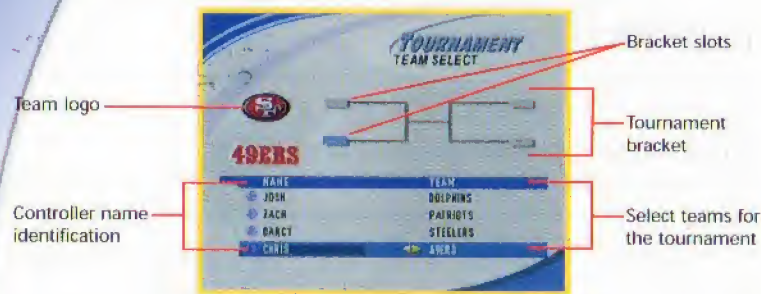 TOURNAMENT
TEAM SELECT
Bracket slots
Team logo
SF
Tournament
bracket
49ERS
NAME TEAM
JOSH DOLPHINS
ZACH PATRIOTS
DARCY STEELERS
CHRIS 49ERS
Controller name
identification
Select teams for
the tournament